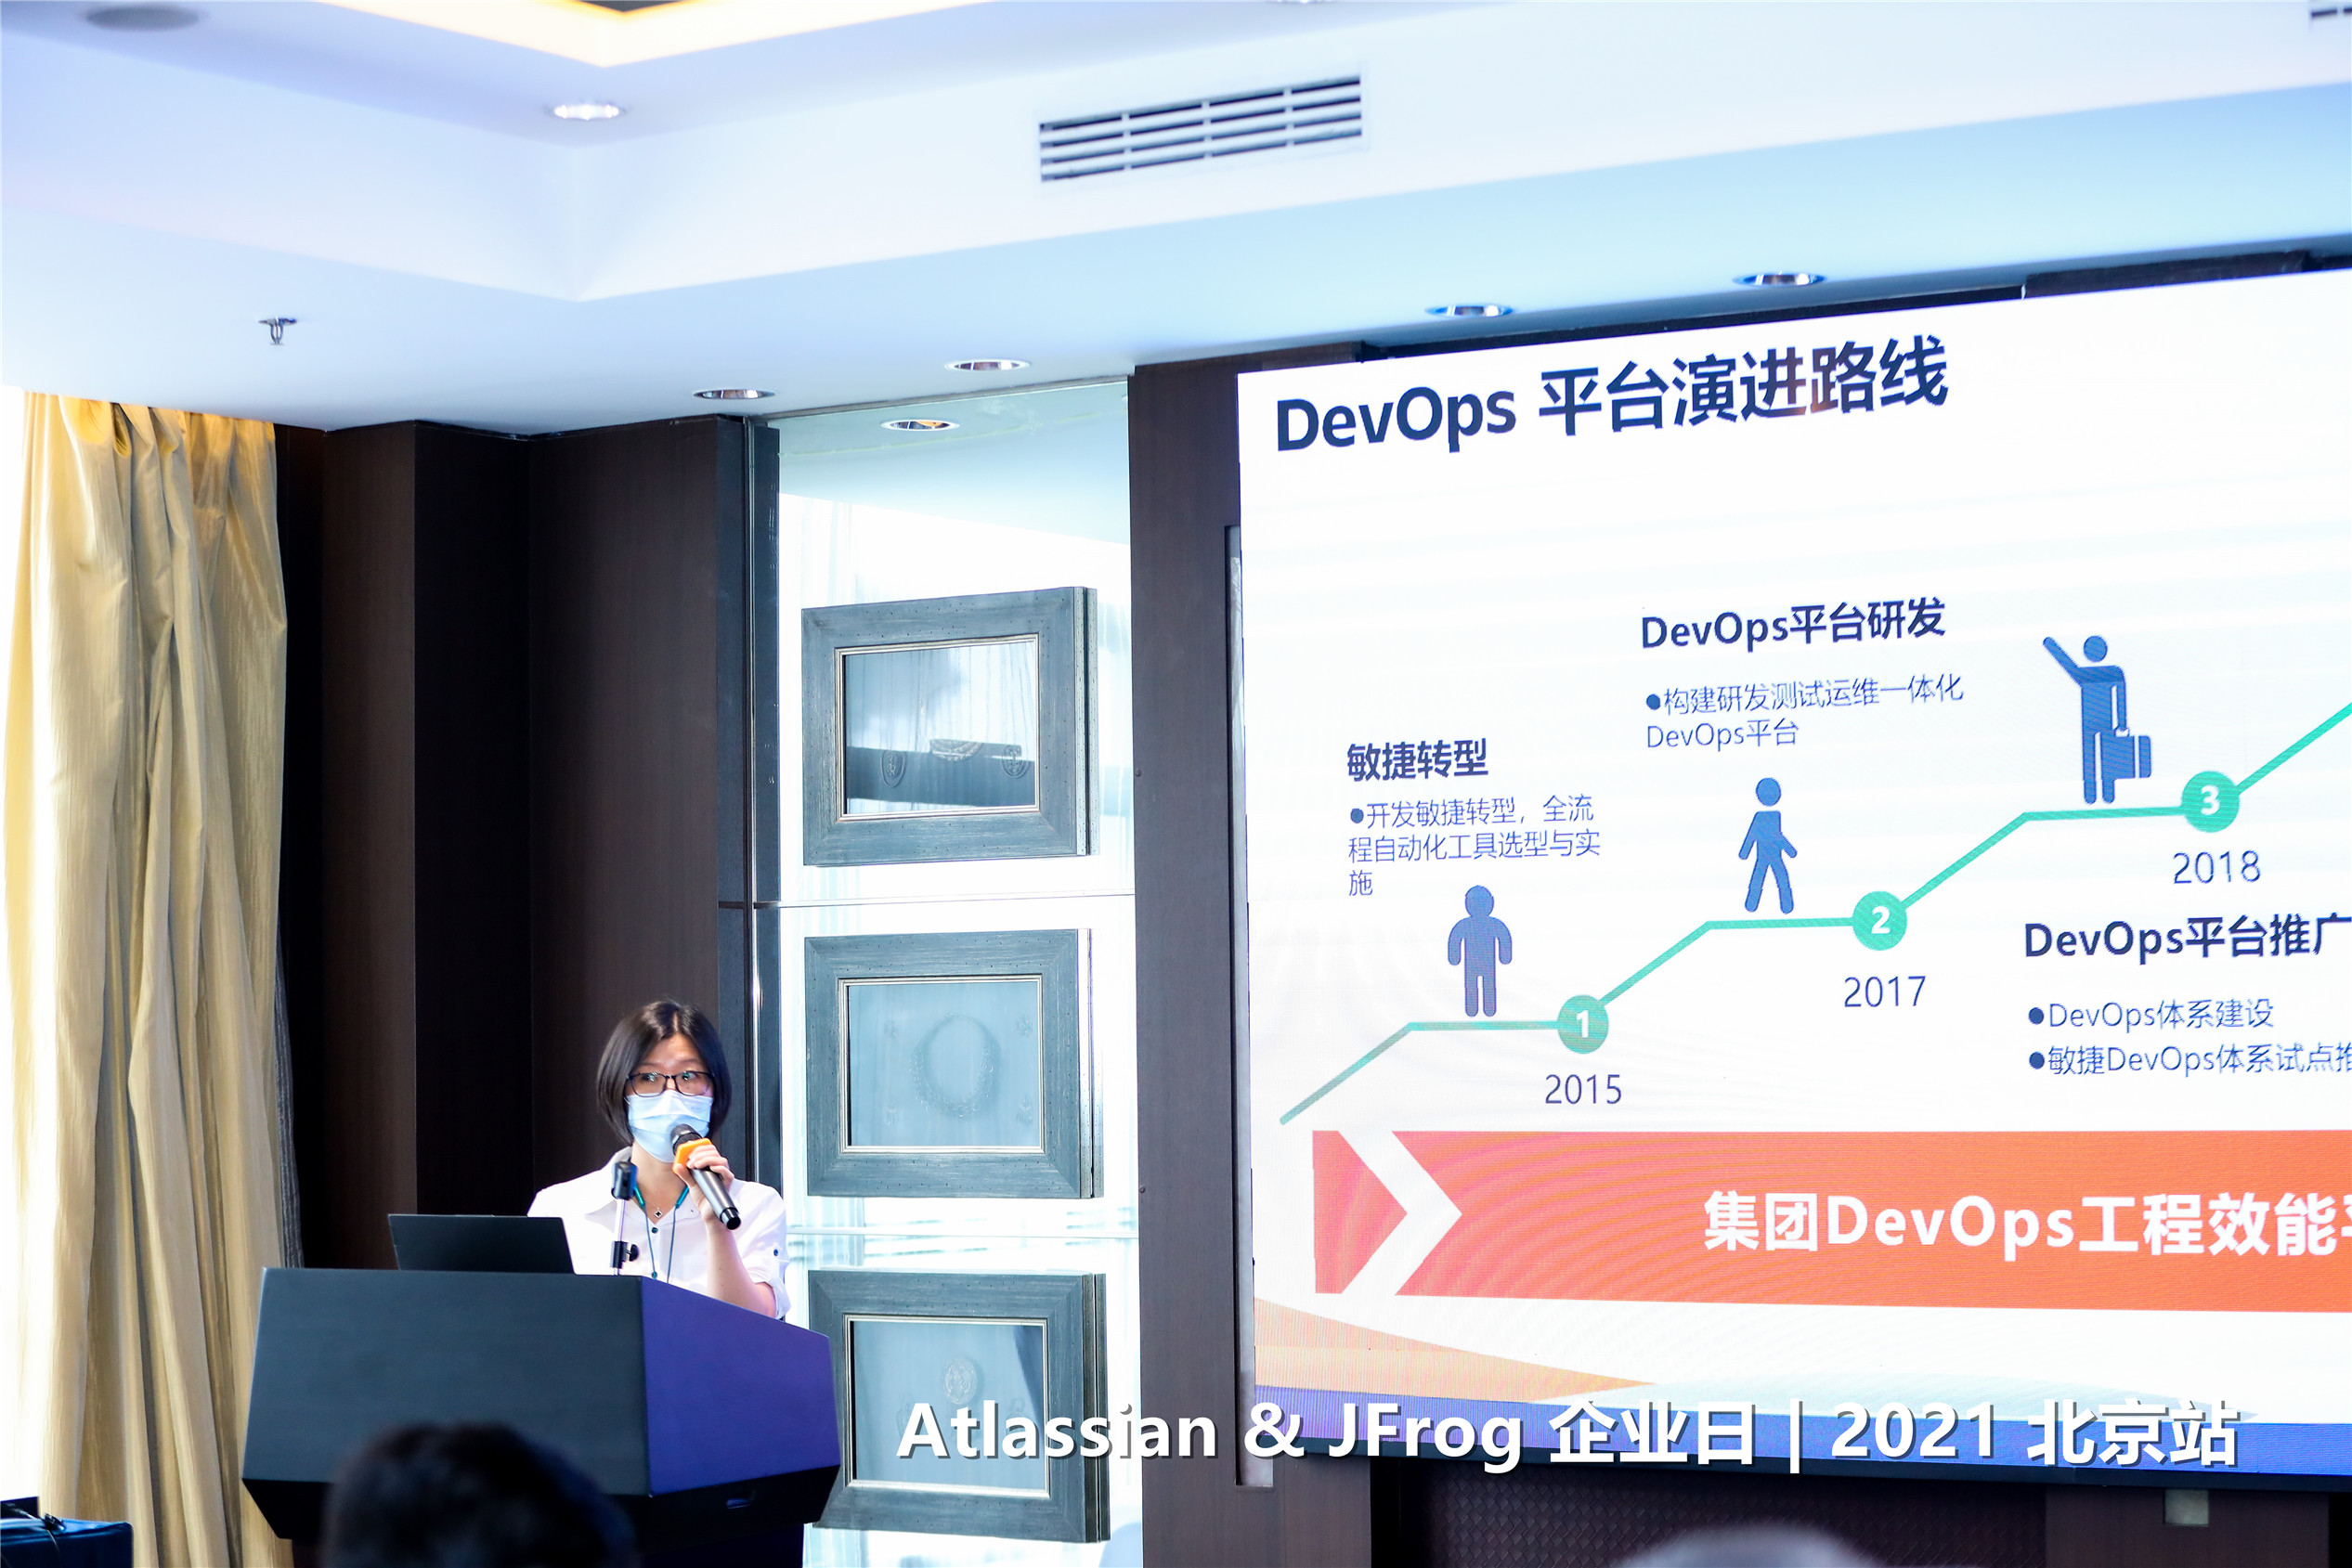 DevOps 平台演进路线
DevOps平台研发
●构建研发测试运维一体化
DevOps平台
敏捷转型
●开发敏捷转型，全流
程自动化工具选型与实
施
3
2018
2
2017
DevOps平台推广
●DevOps体系建设
●敏捷DevOps体系试点推
1
2015
集团DevOps工程效能
Atlassian & JFrog 企业日 | 2021 北京站